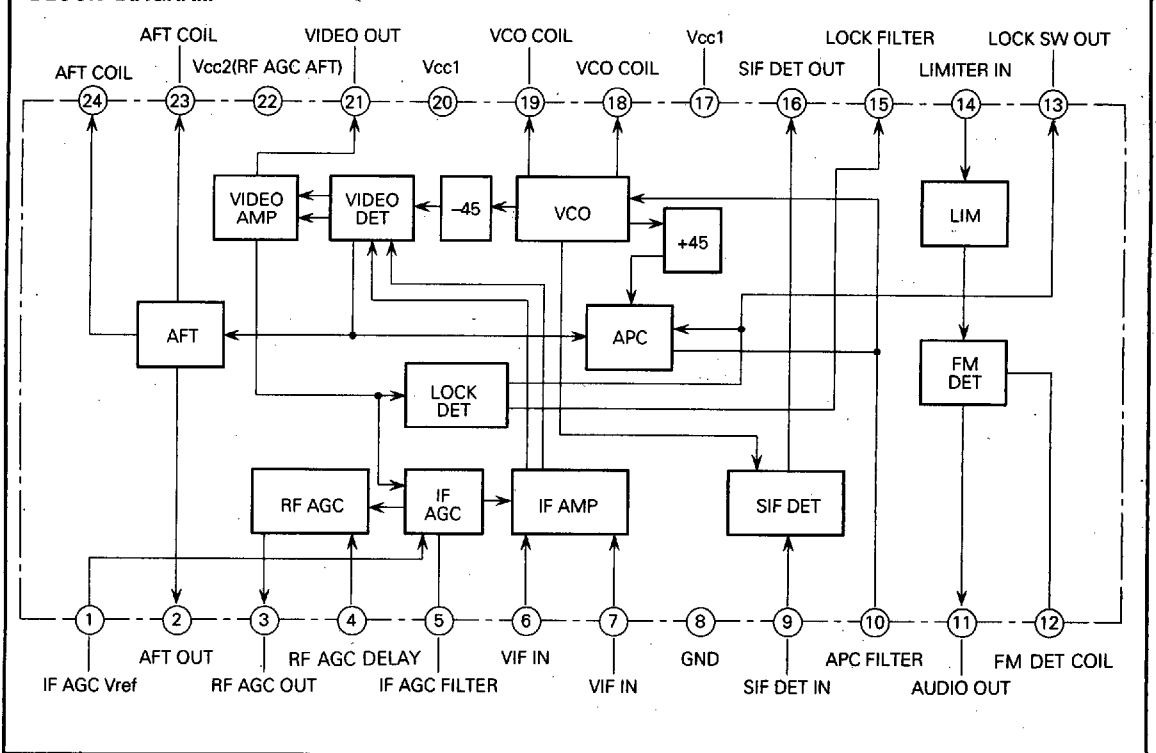 AFT COIL VIDEO OUT VCO COIL Vcc1 LOCK FILTER LOCK SW OUT
AFT COIL Vcc2(RF AGC AFT) Vcc1 VCO COIL SIF DET OUT LIMITER IN
24 23 22 21 20 19 18 17 16 15 14 13
VIDEO AMP
VIDEO DET
-45
VCO
+45
LIM
AFT
APC
FM DET
LOCK DET
RF AGC
IF AGC
IF AMP
SIF DET
1 2 3 4 5 6 7 8 9 10 11 12
AFT OUT RF AGC DELAY VIF IN GND APC FILTER FM DET COIL
IF AGC Vref RF AGC OUT IF AGC FILTER VIF IN SIF DET IN AUDIO OUT